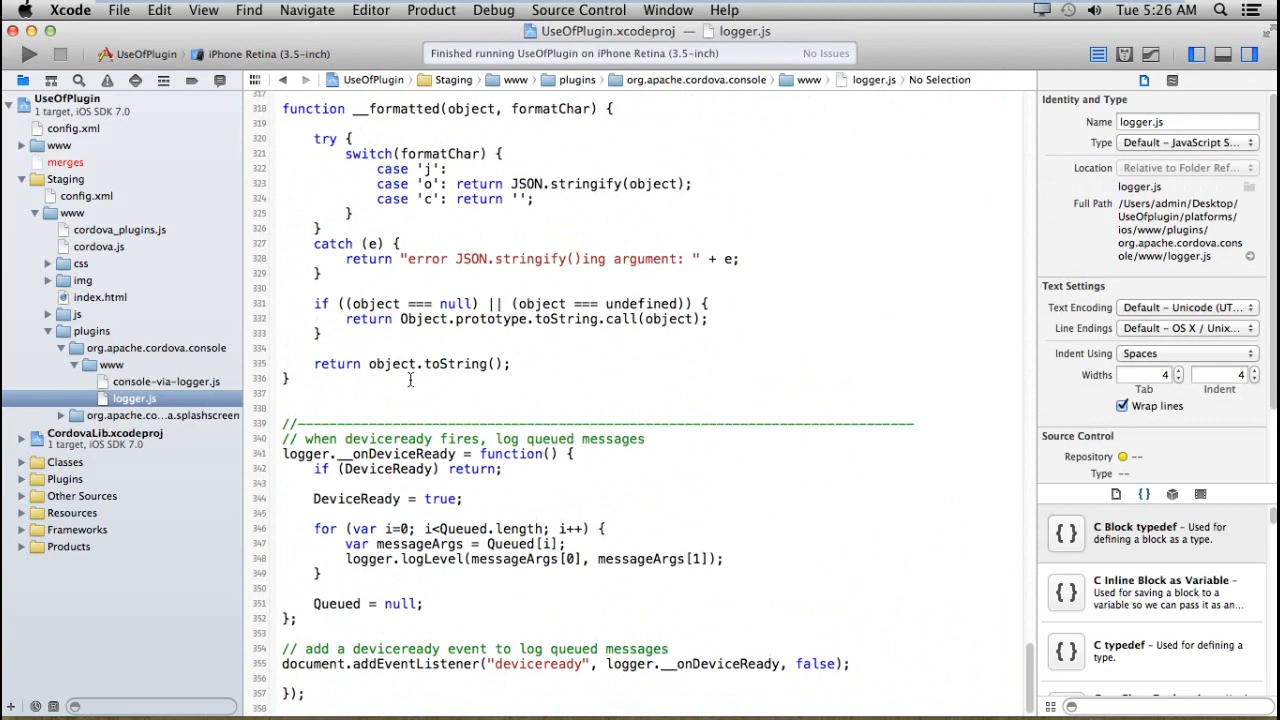 Xcode File Edit View Find Navigate Editor Product Debug Source Control Window Help Tue 5:26 AM
UseOfPlugin.xcodeproj — logger.js
UseOfPlugin iPhone Retina (3.5-inch)
Finished running UseOfPlugin on iPhone Retina (3.5-inch) No Issues
UseOfPlugin Staging www plugins org.apache.cordova.console www logger.js No Selection
UseOfPlugin
1 target, iOS SDK 7.0
config.xml
www
merges
Staging
config.xml
www
cordova_plugins.js
cordova.js
css
img
index.html
js
plugins
org.apache.cordova.console
www
console-via-logger.js
logger.js
org.apache.co...a.splashscreen
CordovaLib.xcodeproj
1 target, iOS SDK 7.0
Classes
Plugins
Other Sources
Resources
Frameworks
Products
317
318 function __formatted(object, formatChar) {
319
320 try {
321 switch(formatChar) {
322 case 'j':
323 case 'o': return JSON.stringify(object);
324 case 'c': return '';
325 }
326 }
327 catch (e) {
328 return "error JSON.stringify()ing argument: " + e;
329 }
330
331 if ((object === null) || (object === undefined)) {
332 return Object.prototype.toString.call(object);
333 }
334
335 return object.toString();
336 }
337
338
339 //------------------------------------------------------------------------------
340 // when deviceready fires, log queued messages
341 logger.__onDeviceReady = function() {
342 if (DeviceReady) return;
343
344 DeviceReady = true;
345
346 for (var i=0; i<Queued.length; i++) {
347 var messageArgs = Queued[i];
348 logger.logLevel(messageArgs[0], messageArgs[1]);
349 }
350
351 Queued = null;
352 };
353
354 // add a deviceready event to log queued messages
355 document.addEventListener("deviceready", logger.__onDeviceReady, false);
356
357 });
358
Identity and Type
Name logger.js
Type Default - JavaScript S...
Location Relative to Folder Ref...
logger.js
Full Path /Users/admin/Desktop/
UseOfplugin/platforms/
ios/www/plugins/
org.apache.cordova.cons
ole/www/logger.js
Text Settings
Text Encoding Default - Unicode (UT...
Line Endings Default - OS X / Unix...
Indent Using Spaces
Widths 4 4
Tab Indent
Wrap lines
Source Control
Repository --
Type --
C Block typedef - Used for
defining a block as a type.
C Inline Block as Variable -
Used for saving a block to a
variable so we can pass it as an...
C typedef - Used for defining a
type.